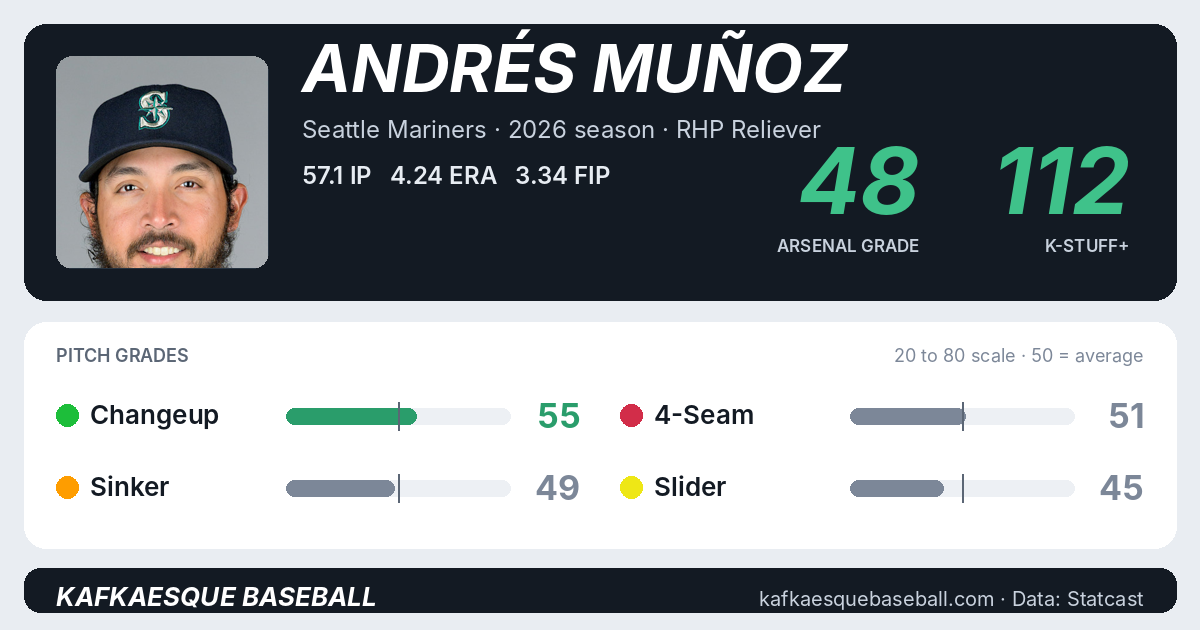 ANDRÉS MUÑOZ
Seattle Mariners · 2026 season · RHP Reliever
57.1 IP 4.24 ERA 3.34 FIP
48 112
ARSENAL GRADE K-STUFF+
S
PITCH GRADES 20 to 80 scale · 50 = average
Changeup 55 4-Seam 51
Sinker 49 Slider 45
KAFKAESQUE BASEBALL kafkaesquebaseball.com · Data: Statcast